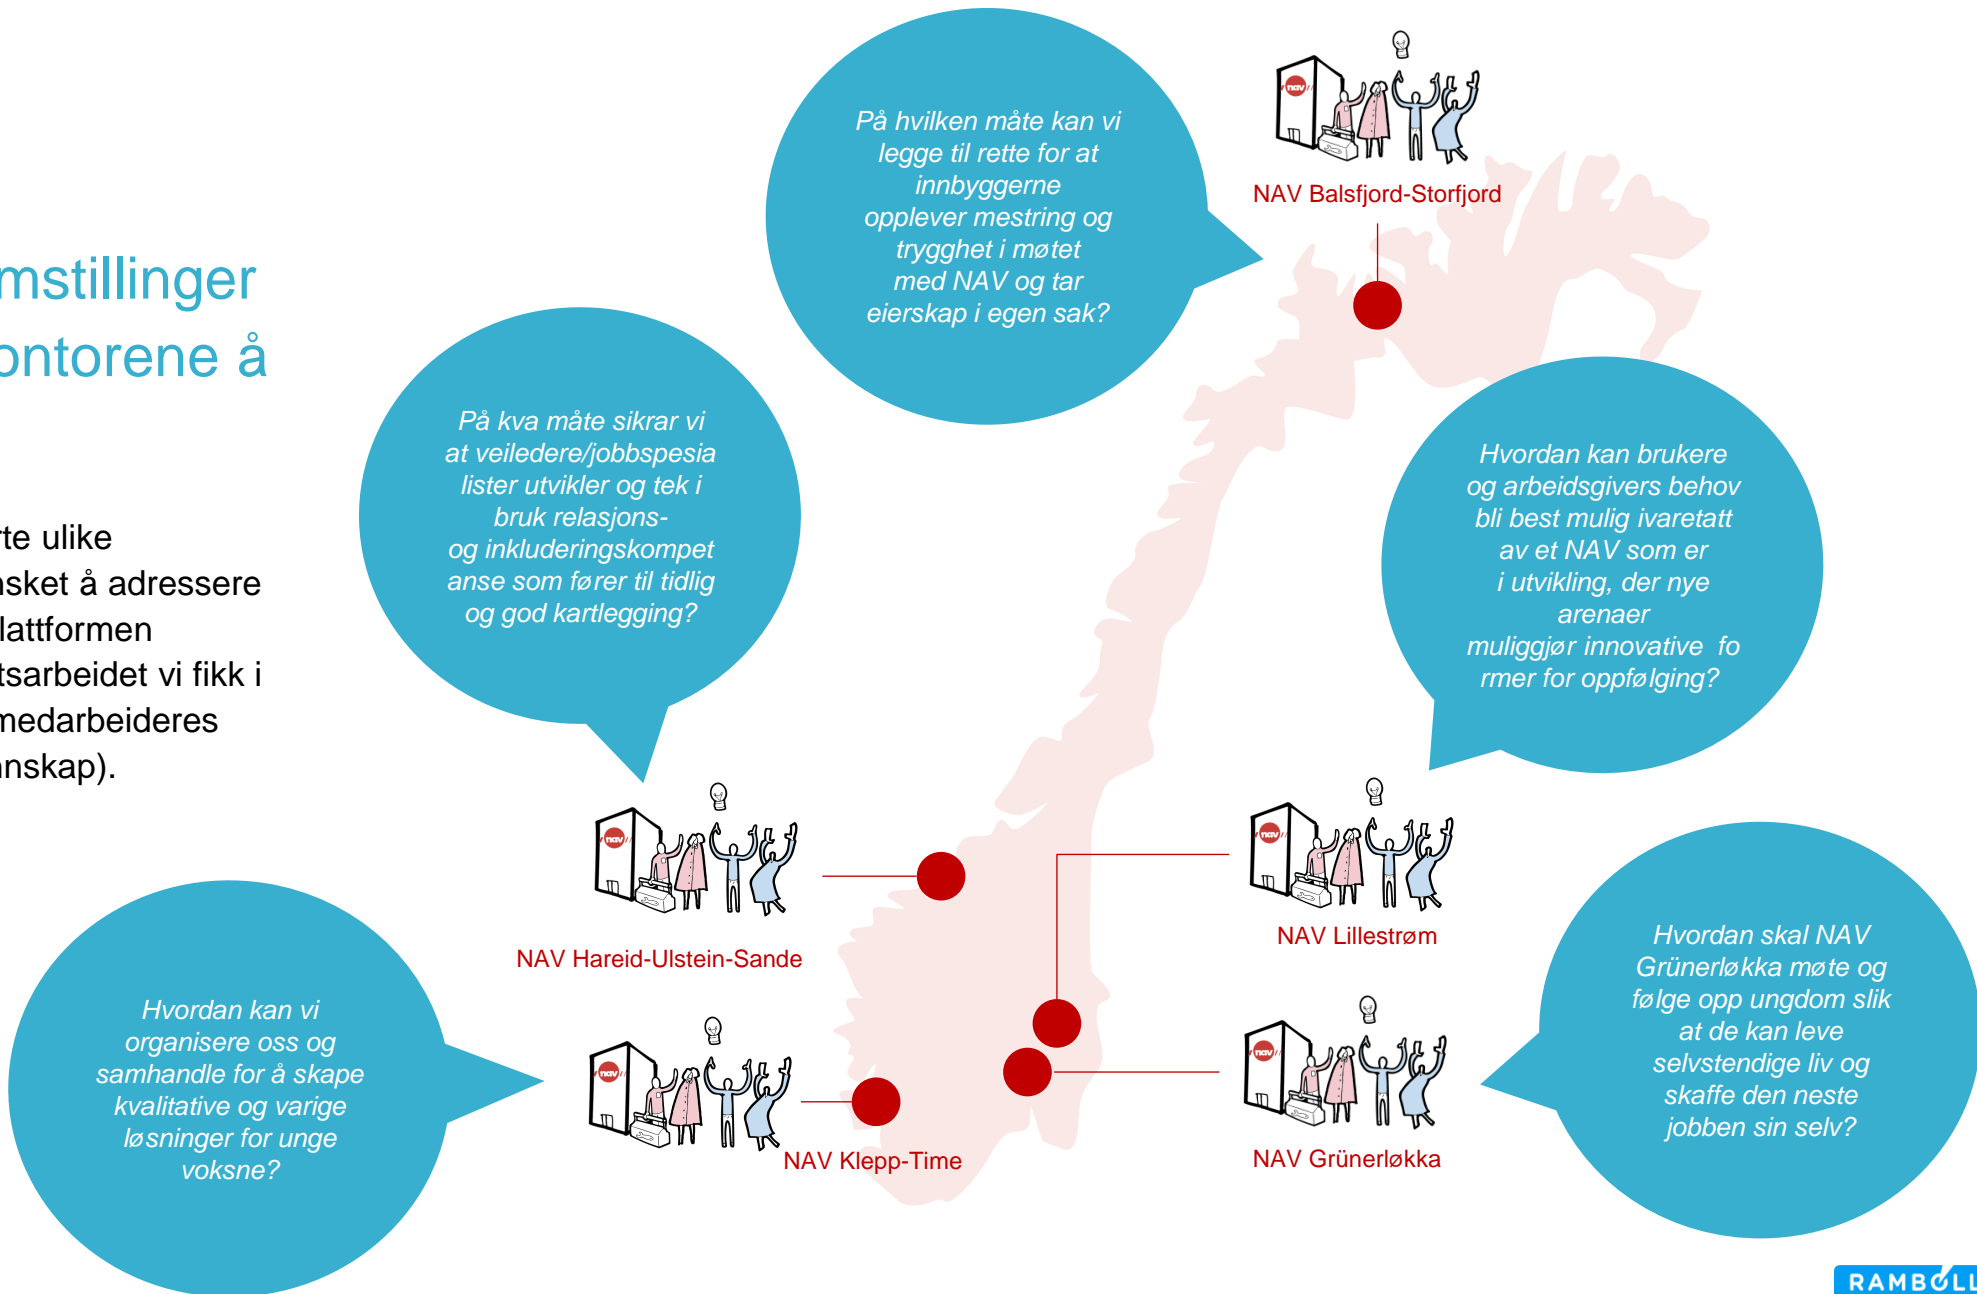 mstillinger
ontorene å
rte ulike
nsket å adressere
lattformen
tsarbeidet vi fikk i
medarbeideres
nnskap).
På hvilken måte kan vi
legge til rette for at
innbyggerne
opplever mestring og
trygghet i møtet
med NAV og tar
eierskap i egen sak?
nav
NAV Balsfjord-Storfjord
På kva måte sikrar vi
at veiledere/jobbspesia
lister utvikler og tek i
bruk relasjons-
og inkluderingskompet
anse som fører til tidlig
og god kartlegging?
Hvordan kan brukere
og arbeidsgivers behov
bli best mulig ivaretatt
av et NAV som er
i utvikling, der nye
arenaer
muliggjør innovative  fo
rmer for oppfølging?
nav
NAV Hareid-Ulstein-Sande
nav
NAV Lillestrøm
Hvordan kan vi
organisere oss og
samhandle for å skape
kvalitative og varige
løsninger for unge
voksne?
nav
NAV Klepp-Time
nav
NAV Grünerløkka
Hvordan skal NAV
Grünerløkka møte og
følge opp ungdom slik
at de kan leve
selvstendige liv og
skaffe den neste
jobben sin selv?
RAMBOLL